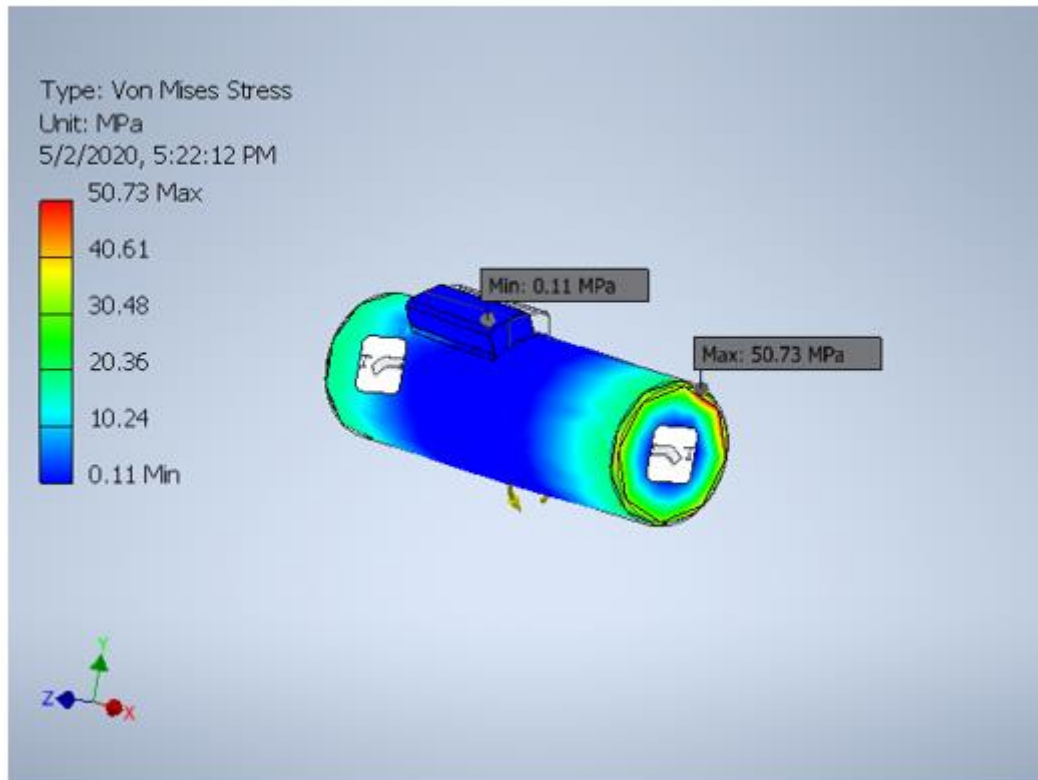 Type: Von Mises Stress
Unit: MPa
5/2/2020, 5:22:12 PM
50.73 Max
40.61
30.48
20.36
10.24
0.11 Min
Min: 0.11 MPa
Max: 50.73 MPa
Y
Z
X